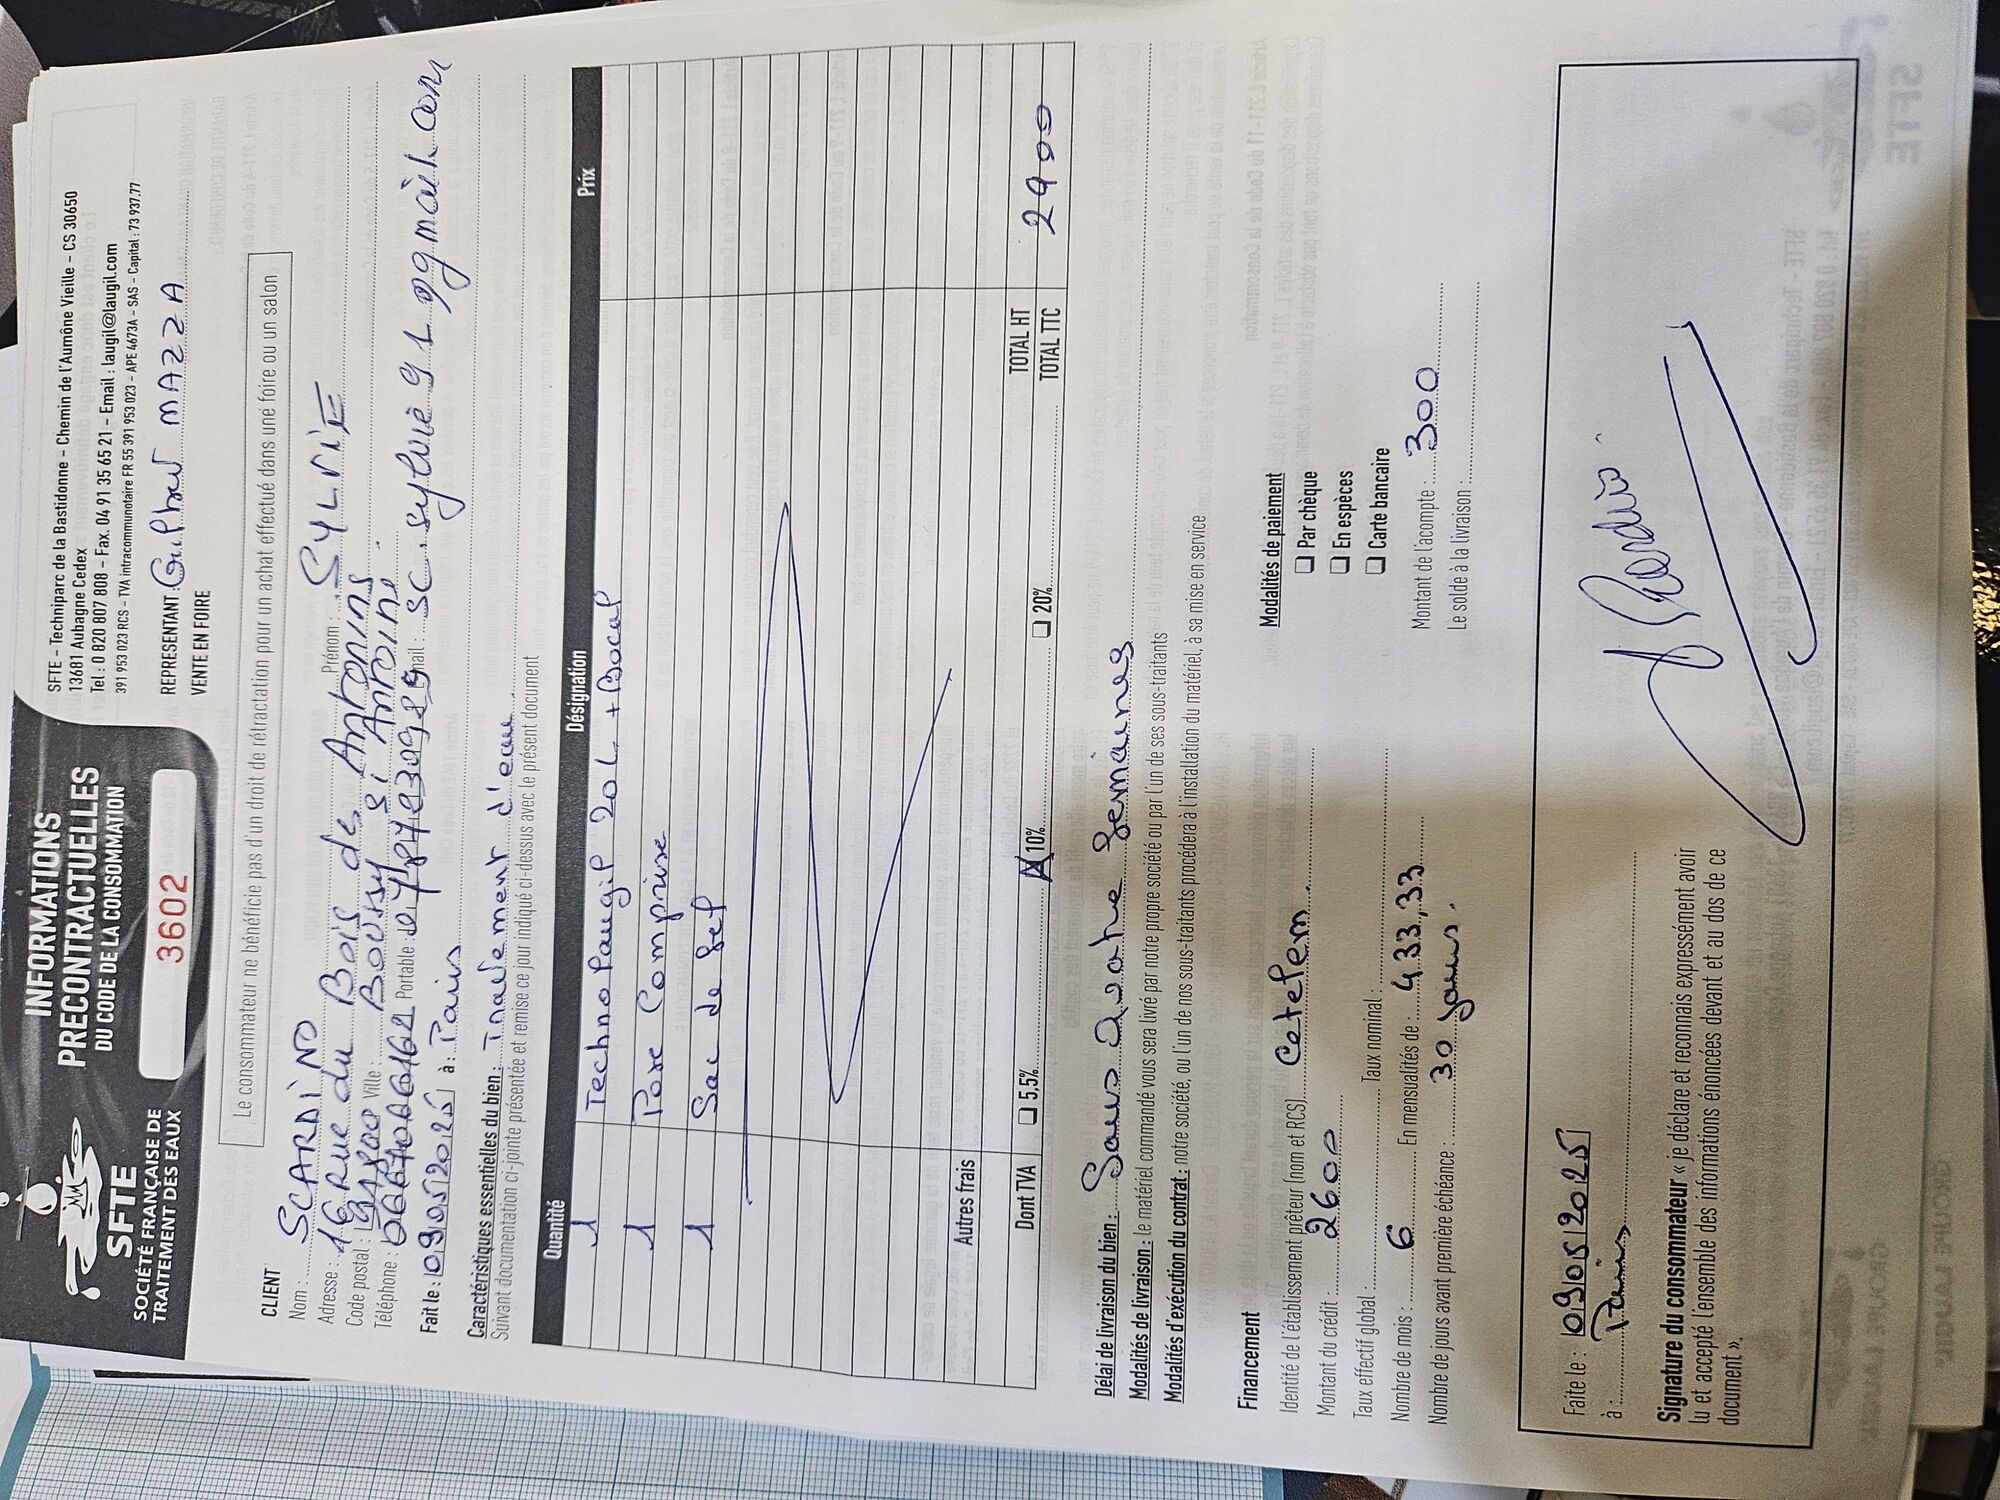 INFORMATIONS
PRECONTRACTUELLES
DU CODE DE LA CONSOMMATION
3602
SFTE
SOCIÉTÉ FRANÇAISE DE
TRAITEMENT DES EAUX
SFTE – Techniparc de la Bastidonne – Chemin de l'Aumône Vieille – CS 30650
13681 Aubagne Cedex
Tel : 0 820 807 808 – Fax. 04 91 35 65 21 – Email : laugil@laugil.com
391 953 023 RCS – TVA intracommunotaire FR 55 391 953 023 – APE 4673A – SAS – Capital : 73 937,77
REPRESENTANT : MAZZA
VENTE EN FOIRE
Le consommateur ne bénéficie pas d'un droit de rétractation pour un achat effectué dans une foire ou un salon
CLIENT
Nom : SCARDINO Prénom : SYLVIE
Adresse : 16 Rue du Bois des Antonins
Code postal : 91800 Ville : Boussy St Antoine
Téléphone : Portable : mail : sc.sylvie91@gmail.com
Fait le : 09/05/2025 à : Paris
Caractéristiques essentielles du bien : Traitement d'eau
Suivant documentation ci-jointe présentée et remise ce jour indiqué ci-dessus avec le présent document
Quantité Désignation Prix
1 Techno Laugil 20L + Bocal
1 Pose Comprise
1 Sac de Sel
Autres frais
Dont TVA ❑ 5,5% ☒ 10% ❑ 20% TOTAL HT
TOTAL TTC 2900
Délai de livraison du bien : Sous quatre Semaines
Modalités de livraison : le matériel commandé vous sera livré par notre propre société ou par l'un de ses sous-traitants
Modalités d'execution du contrat : notre société, ou l'un de nos sous-traitants procédera à l'installation du matériel, à sa mise en service
Financement
Identité de l'établissement prêteur (nom et RCS) Cetelem
Montant du crédit : 2600
Taux effectif global : Taux nominal :
Nombre de mois : 6 En mensualités de : 433,33
Nombre de jours avant première échéance : 30 Jours.
Modalités de paiement
❑ Par chèque
❑ En espèces
❑ Carte bancaire
Montant de l'acompte : 300
Le solde à la livraison :
Faite le : 09/05/2025
à : Paris
Signature du consommateur « je déclare et reconnais expressément avoir
lu et accepté l'ensemble des informations énoncées devant et au dos de ce
document ».